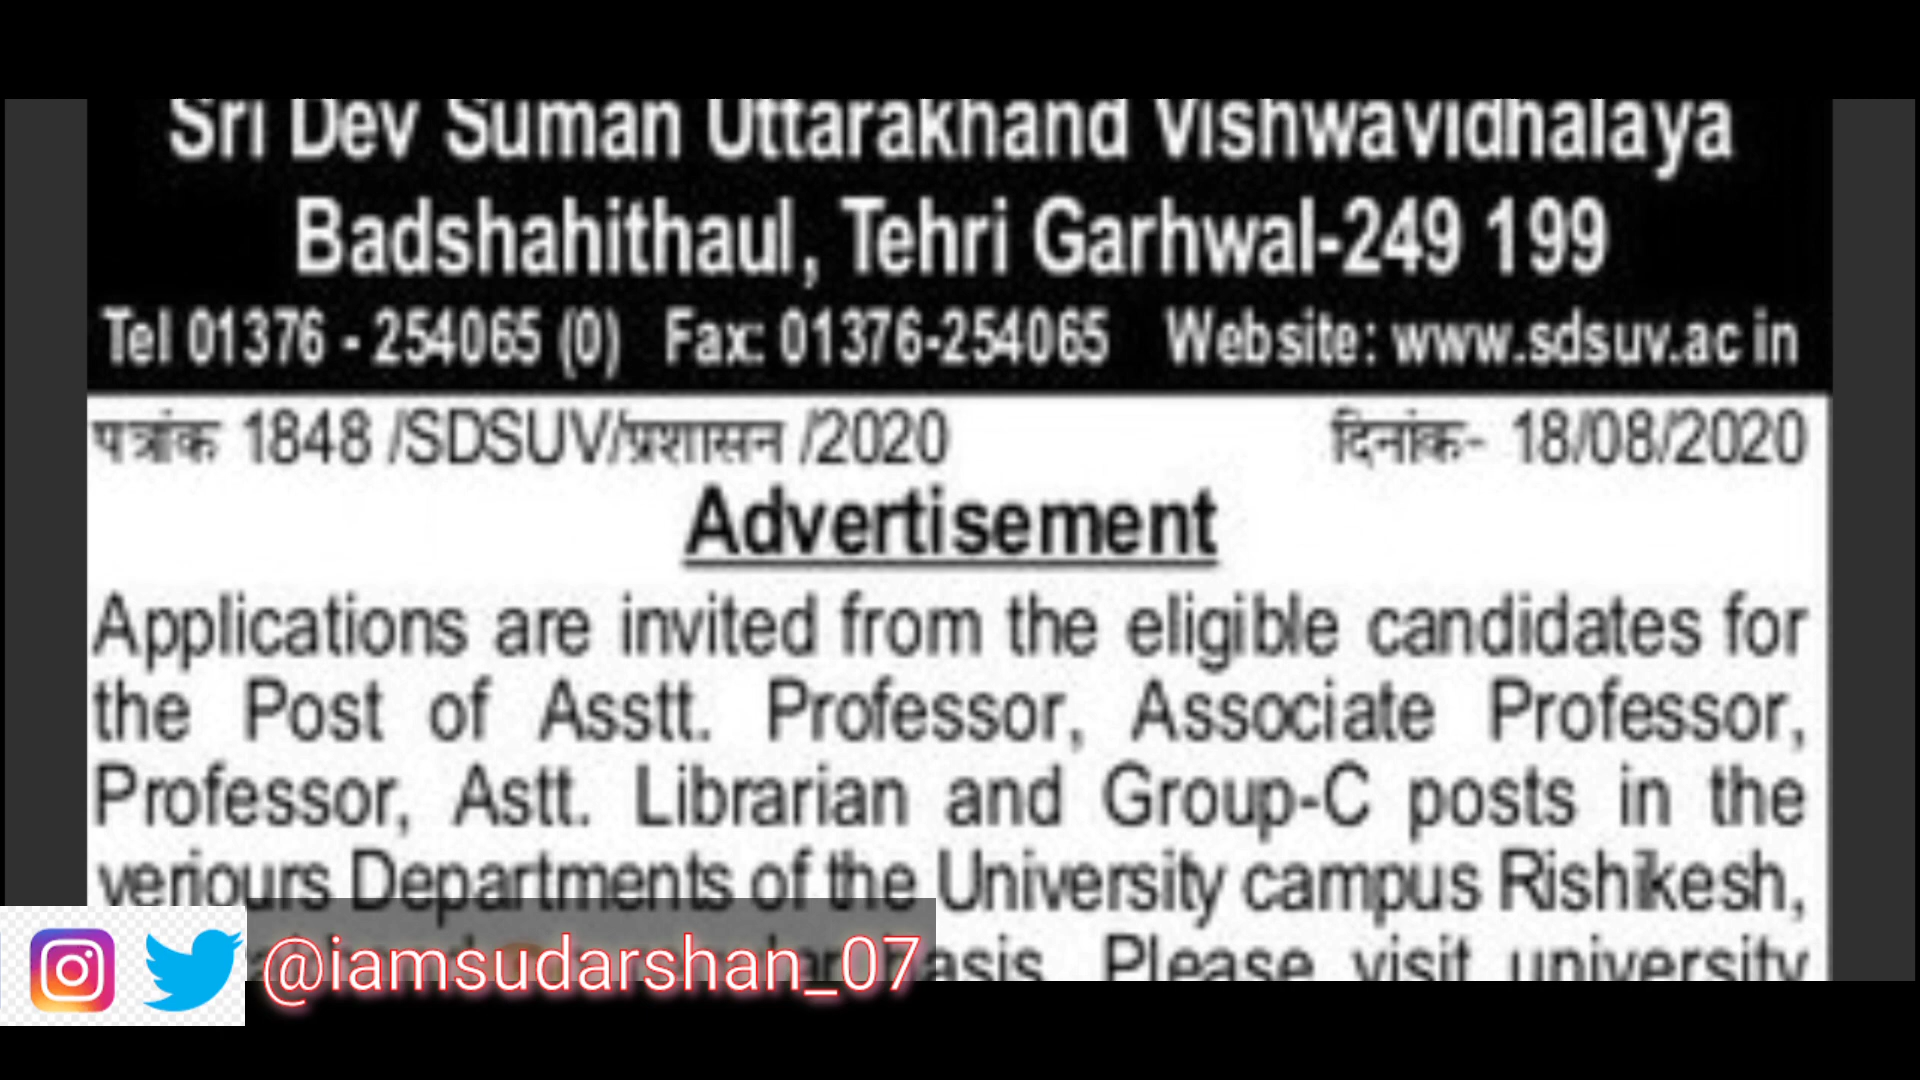 Sri Dev Suman Uttarakhand Vishwavidhalaya
Badshahithaul, Tehri Garhwal-249 199
Tel 01376 - 254065 (0) Fax: 01376-254065 Website: www.sdsuv.ac in
पत्रांक 1848 /SDSUV/प्रशासन /2020 दिनांक- 18/08/2020
Advertisement
Applications are invited from the eligible candidates for
the Post of Asstt. Professor, Associate Professor,
Professor, Astt. Librarian and Group-C posts in the
veriours Departments of the University campus Rishikesh,
Please visit university
@iamsudarshan_07